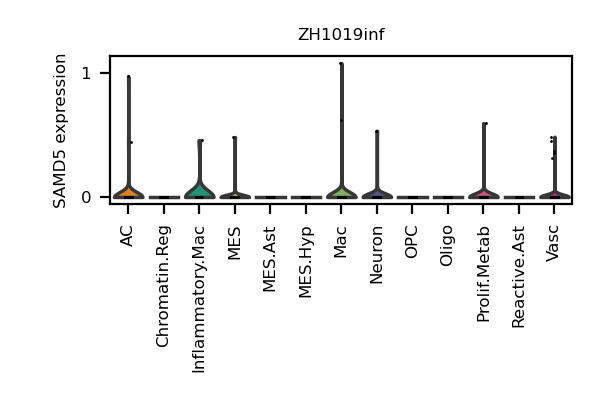 ZH1019inf
SAMD5 expression
1
0
AC
Chromatin.Reg
Inflammatory.Mac
MES
MES.Ast
MES.Hyp
Mac
Neuron
OPC
Oligo
Prolif.Metab
Reactive.Ast
Vasc